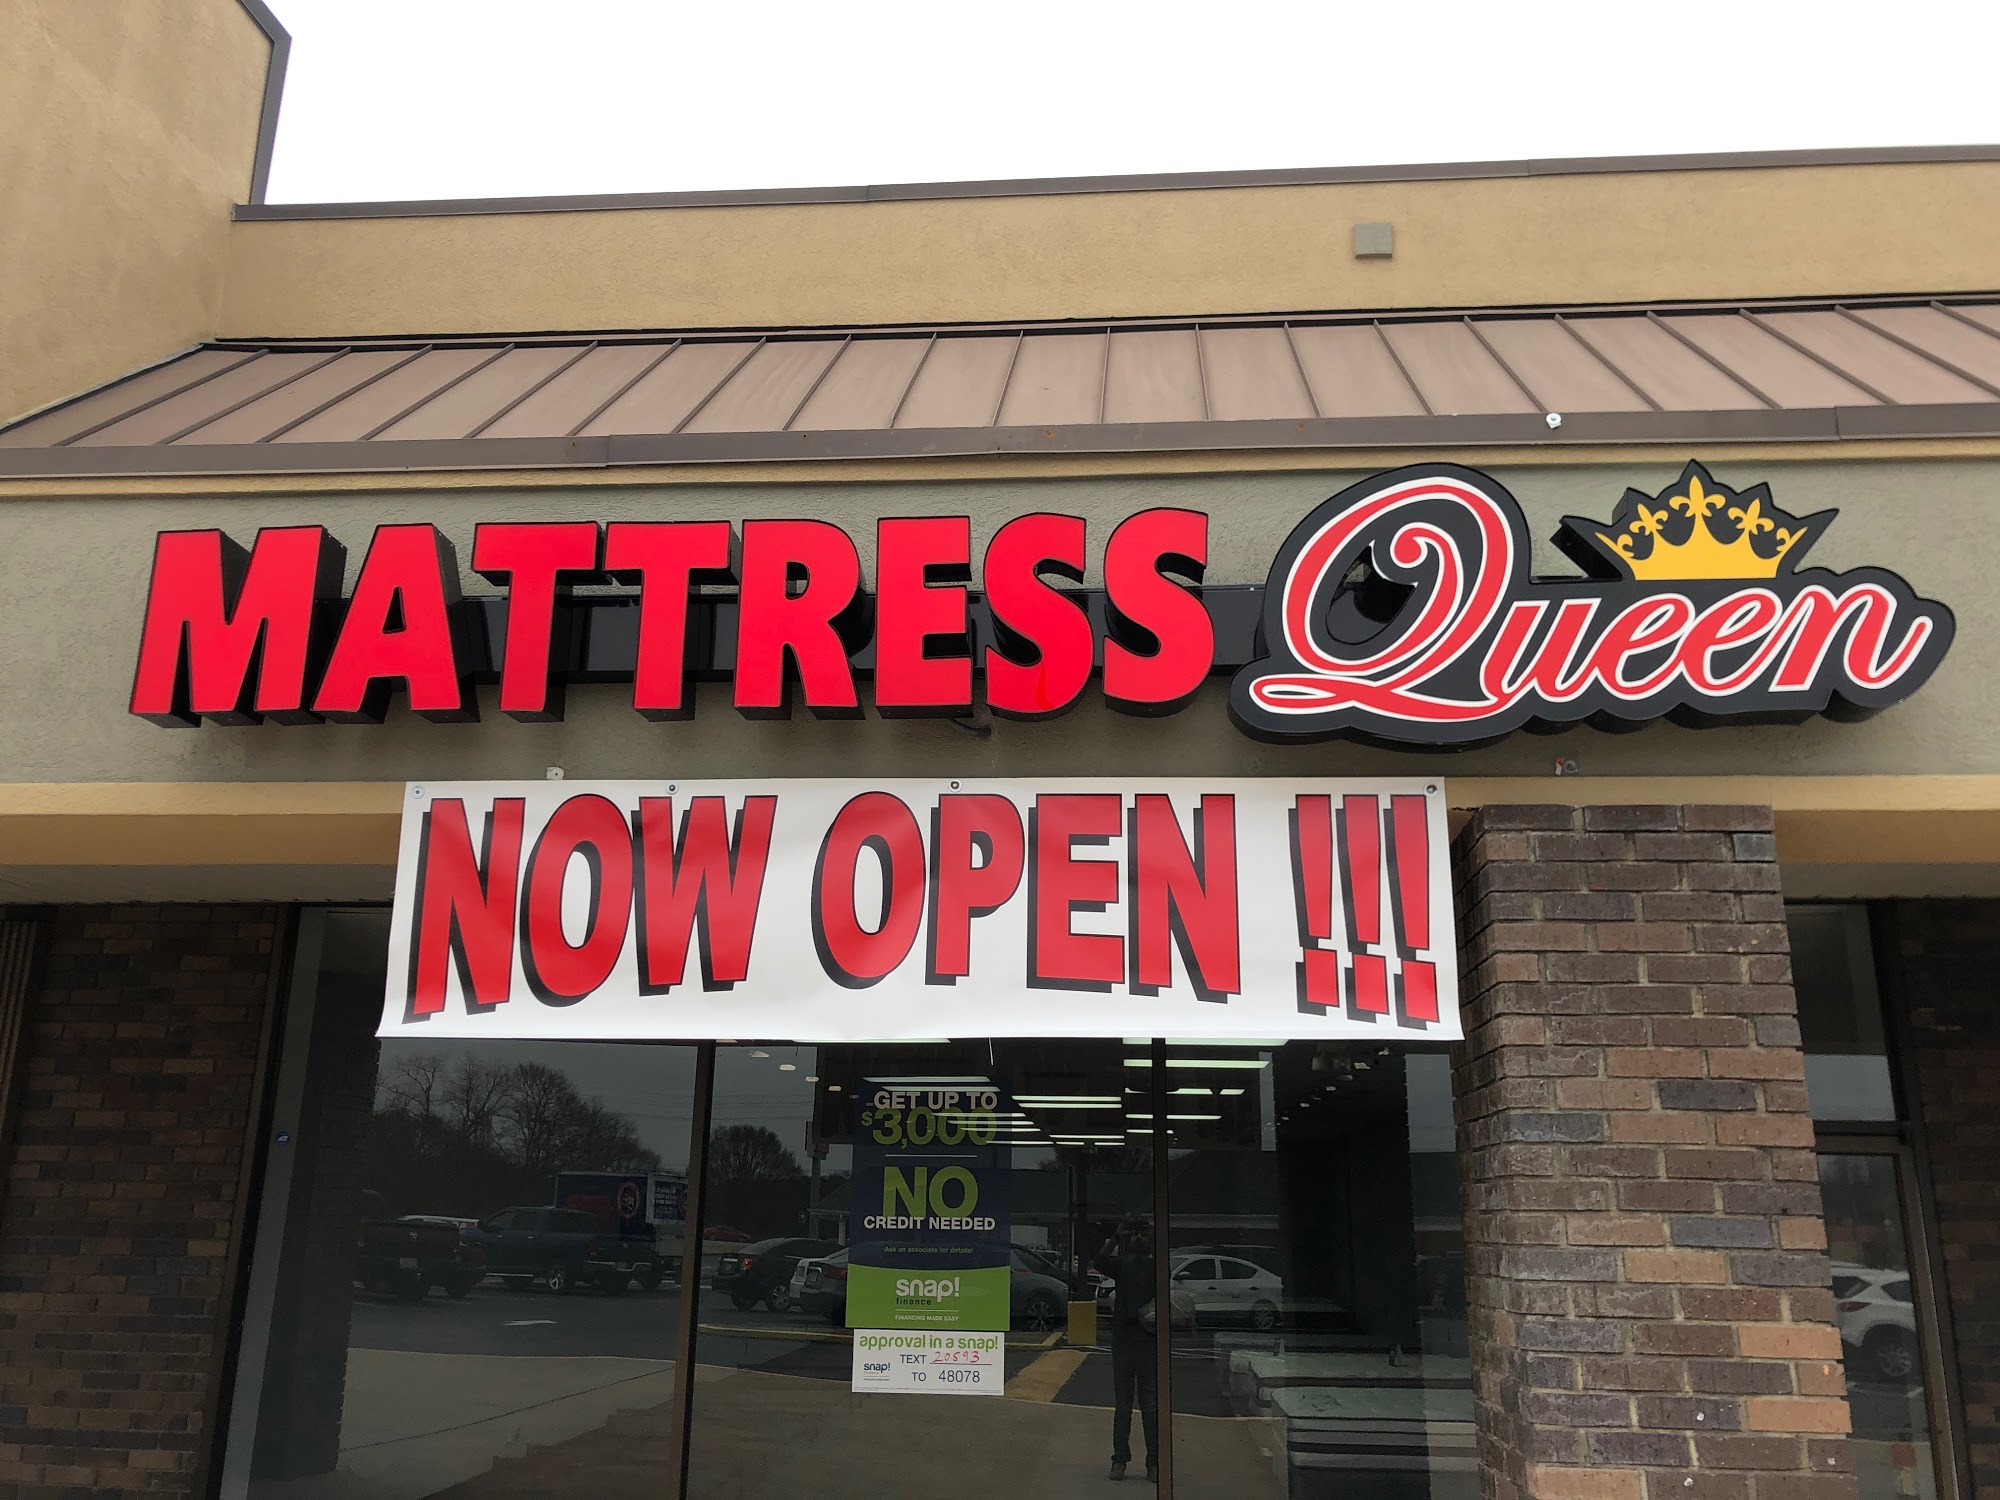 MATTRESS Queen
NOW OPEN !!!
GET UP TO
$3,000
NO
CREDIT NEEDED
Ask an associate for details!
snap!
finance
FINANCING MADE EASY
approval in a snap!
TEXT 20593
snap!
TO 48078